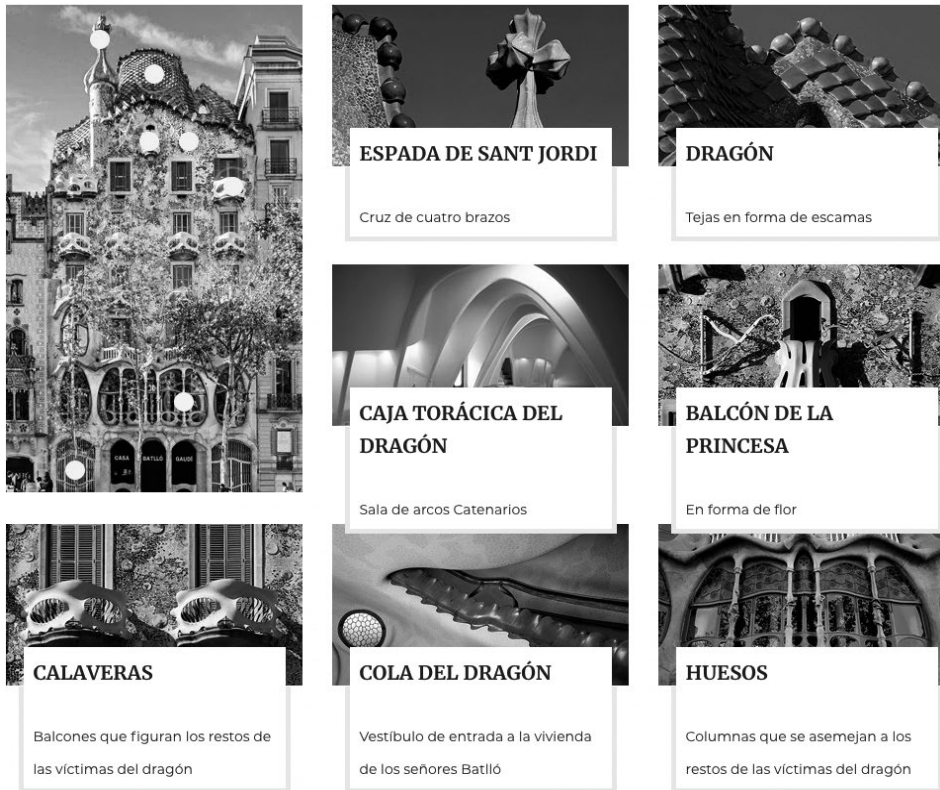 CASA
BATLLÓ
GAUDÍ
ESPADA DE SANT JORDI
Cruz de cuatro brazos
DRAGÓN
Tejas en forma de escamas
CAJA TORÁCICA DEL
DRAGÓN
Sala de arcos Catenarios
BALCÓN DE LA
PRINCESA
En forma de flor
CALAVERAS
Balcones que figuran los restos de
las víctimas del dragón
COLA DEL DRAGÓN
Vestíbulo de entrada a la vivienda
de los señores Batlló
HUESOS
Columnas que se asemejan a los
restos de las víctimas del dragón